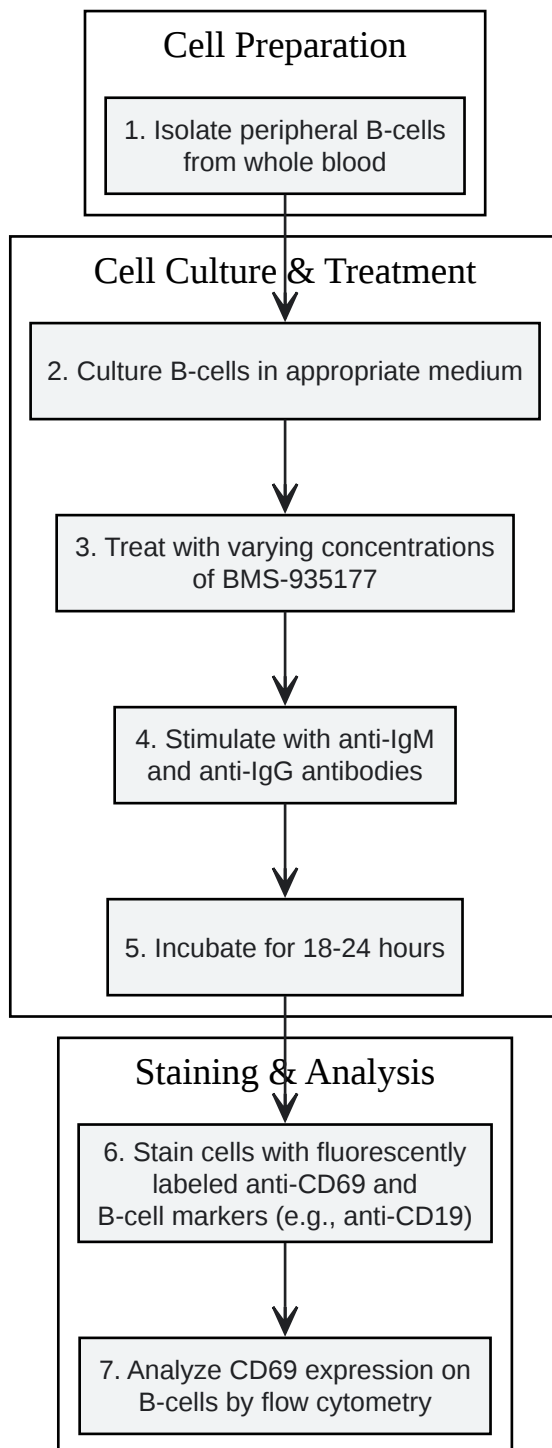 Cell Preparation
1. Isolate peripheral B-cells
from whole blood
Cell Culture & Treatment
2. Culture B-cells in appropriate medium
3. Treat with varying concentrations
of BMS-935177
4. Stimulate with anti-IgM
and anti-IgG antibodies
5. Incubate for 18-24 hours
Staining & Analysis
6. Stain cells with fluorescently
labeled anti-CD69 and
B-cell markers (e.g., anti-CD19)
7. Analyze CD69 expression on
B-cells by flow cytometry